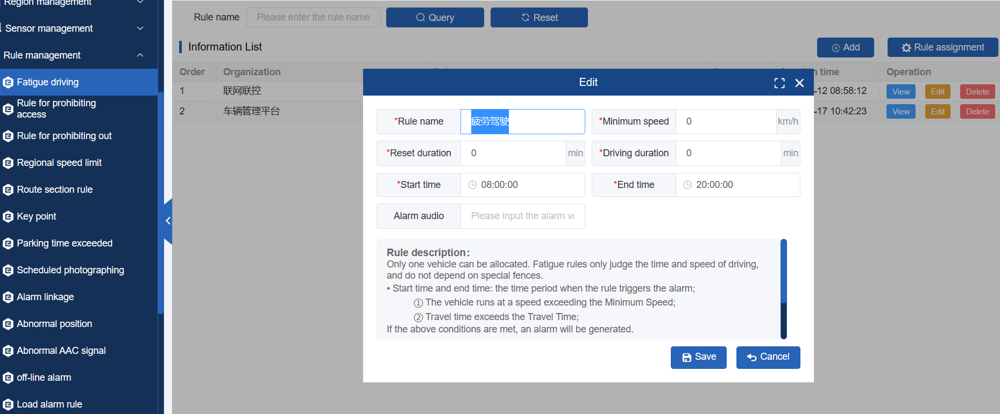 Region management
Sensor management
Rule management
Fatigue driving
Rule for prohibiting
access
Rule for prohibiting out
Regional speed limit
Route section rule
Key point
Parking time exceeded
Scheduled photographing
Alarm linkage
Abnormal position
Abnormal AAC signal
off-line alarm
Load alarm rule
Rule name Please enter the rule name Query Reset
Information List Add Rule assignment
Order Organization time Operation
1 联网联控 -12 08:58:12 View Edit Delete
2 车辆管理平台 -17 10:42:23 View Edit Delete
Edit
*Rule name 疲劳驾驶 *Minimum speed 0 km/h
*Reset duration 0 min *Driving duration 0 min
*Start time 08:00:00 *End time 20:00:00
Alarm audio Please input the alarm vo
Rule description:
Only one vehicle can be allocated. Fatigue rules only judge the time and speed of driving,
and do not depend on special fences.
▪ Start time and end time: the time period when the rule triggers the alarm;
① The vehicle runs at a speed exceeding the Minimum Speed;
② Travel time exceeds the Travel Time;
If the above conditions are met, an alarm will be generated.
Save Cancel